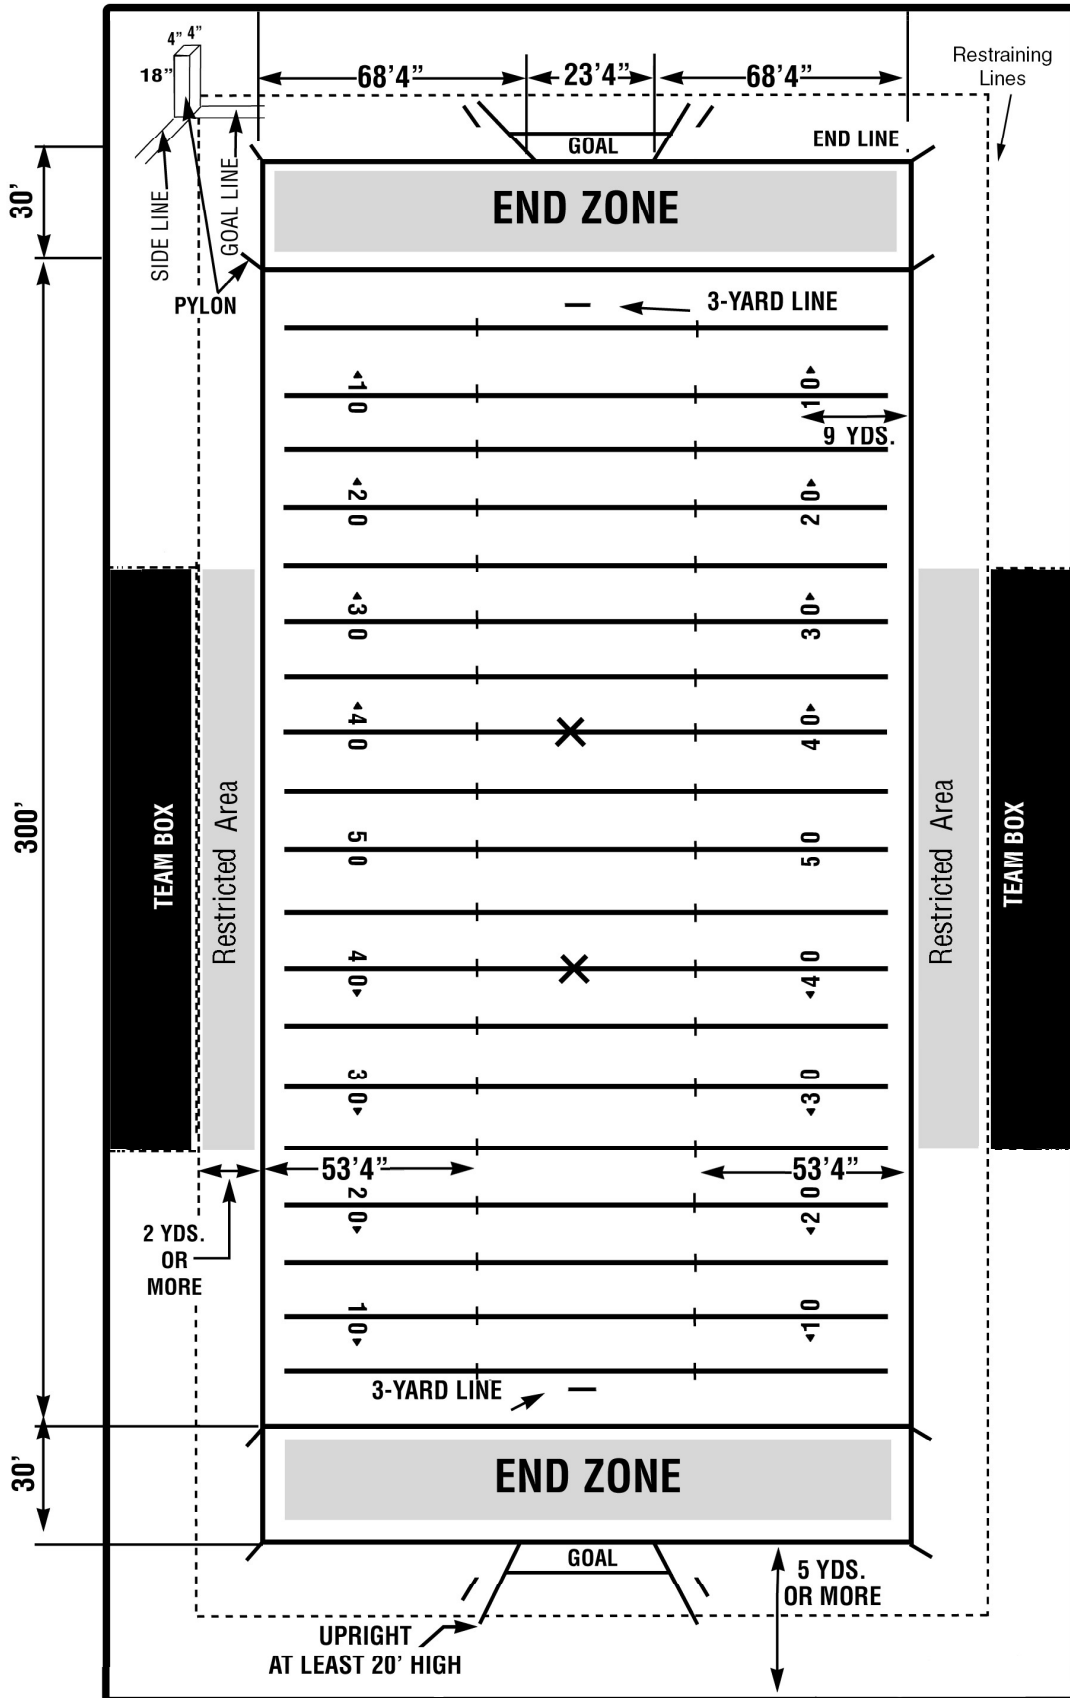 4” 4”
18”
68’4”
23’4”
68’4”
Restraining
Lines
GOAL
END LINE
30’
END ZONE
SIDE LINE
GOAL LINE
PYLON
3-YARD LINE
10
10
9 YDS.
20
20
30
30
40
40
300’
TEAM BOX
Restricted Area
50
50
Restricted Area
TEAM BOX
40
40
30
30
53’4”
53’4”
20
20
2 YDS.
OR
MORE
10
10
3-YARD LINE
30’
END ZONE
GOAL
5 YDS.
OR MORE
UPRIGHT
AT LEAST 20’ HIGH